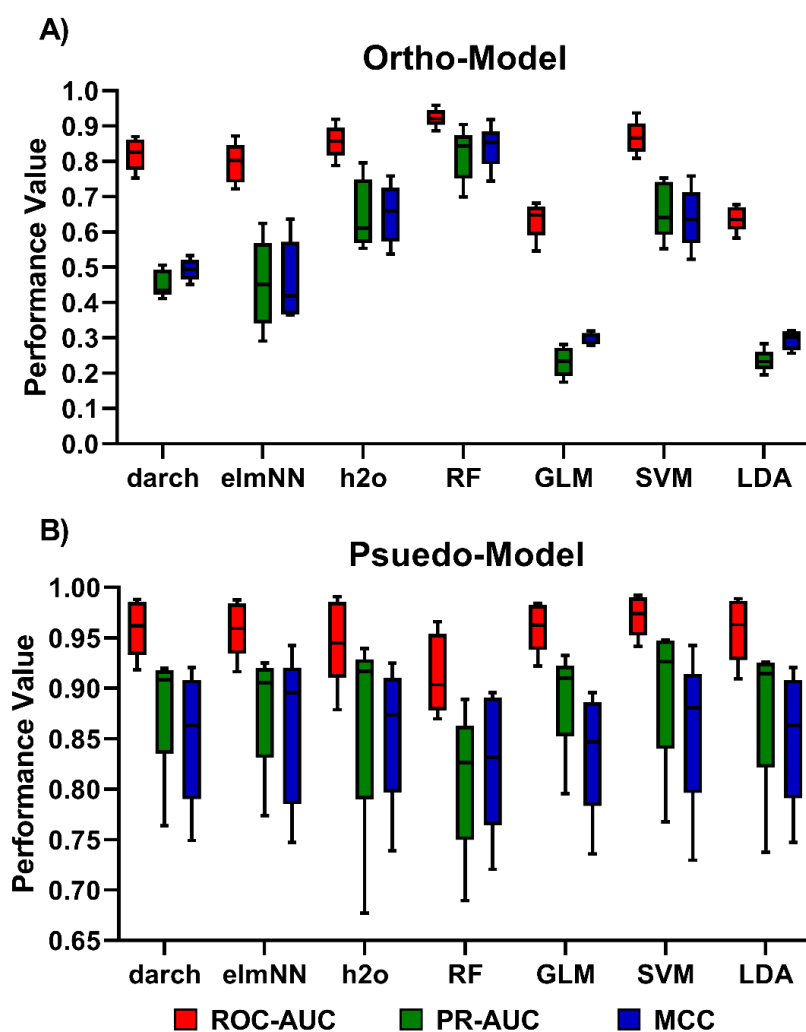 A)
Ortho-Model
Performance Value
1.0
0.9
0.8
0.7
0.6
0.5
0.4
0.3
0.2
0.1
0.0
darch elmNN h2o RF GLM SVM LDA
B)
Psuedo-Model
Performance Value
1.00
0.95
0.90
0.85
0.80
0.75
0.70
0.65
darch elmNN h2o RF GLM SVM LDA
ROC-AUC PR-AUC MCC